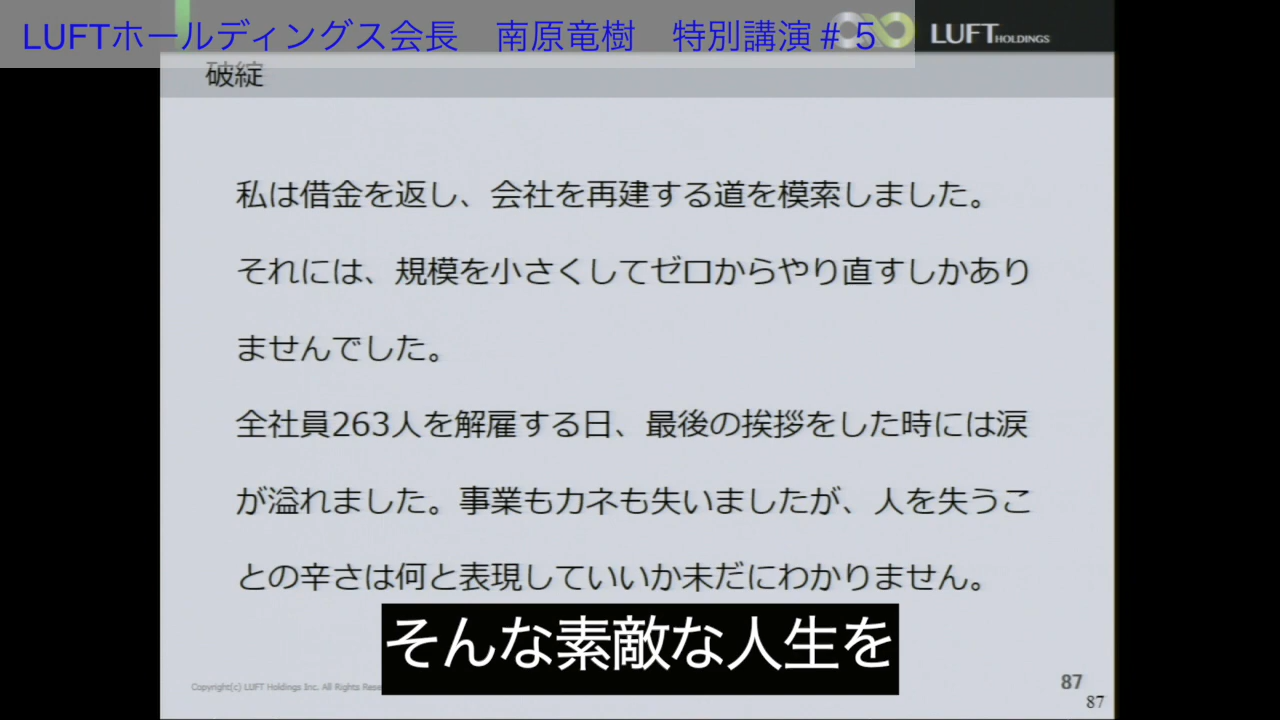 LUFTホールディングス会長　南原竜樹　特別講演＃５
LUFT HOLDINGS
破綻
私は借金を返し、会社を再建する道を模索しました。
それには、規模を小さくしてゼロからやり直すしかあり
ませんでした。
全社員263人を解雇する日、最後の挨拶をした時には涙
が溢れました。事業もカネも失いましたが、人を失うこ
との辛さは何と表現していいか未だにわかりません。
そんな素敵な人生を
Copyright(c) LUFT Holdings Inc. All Rights
87
87